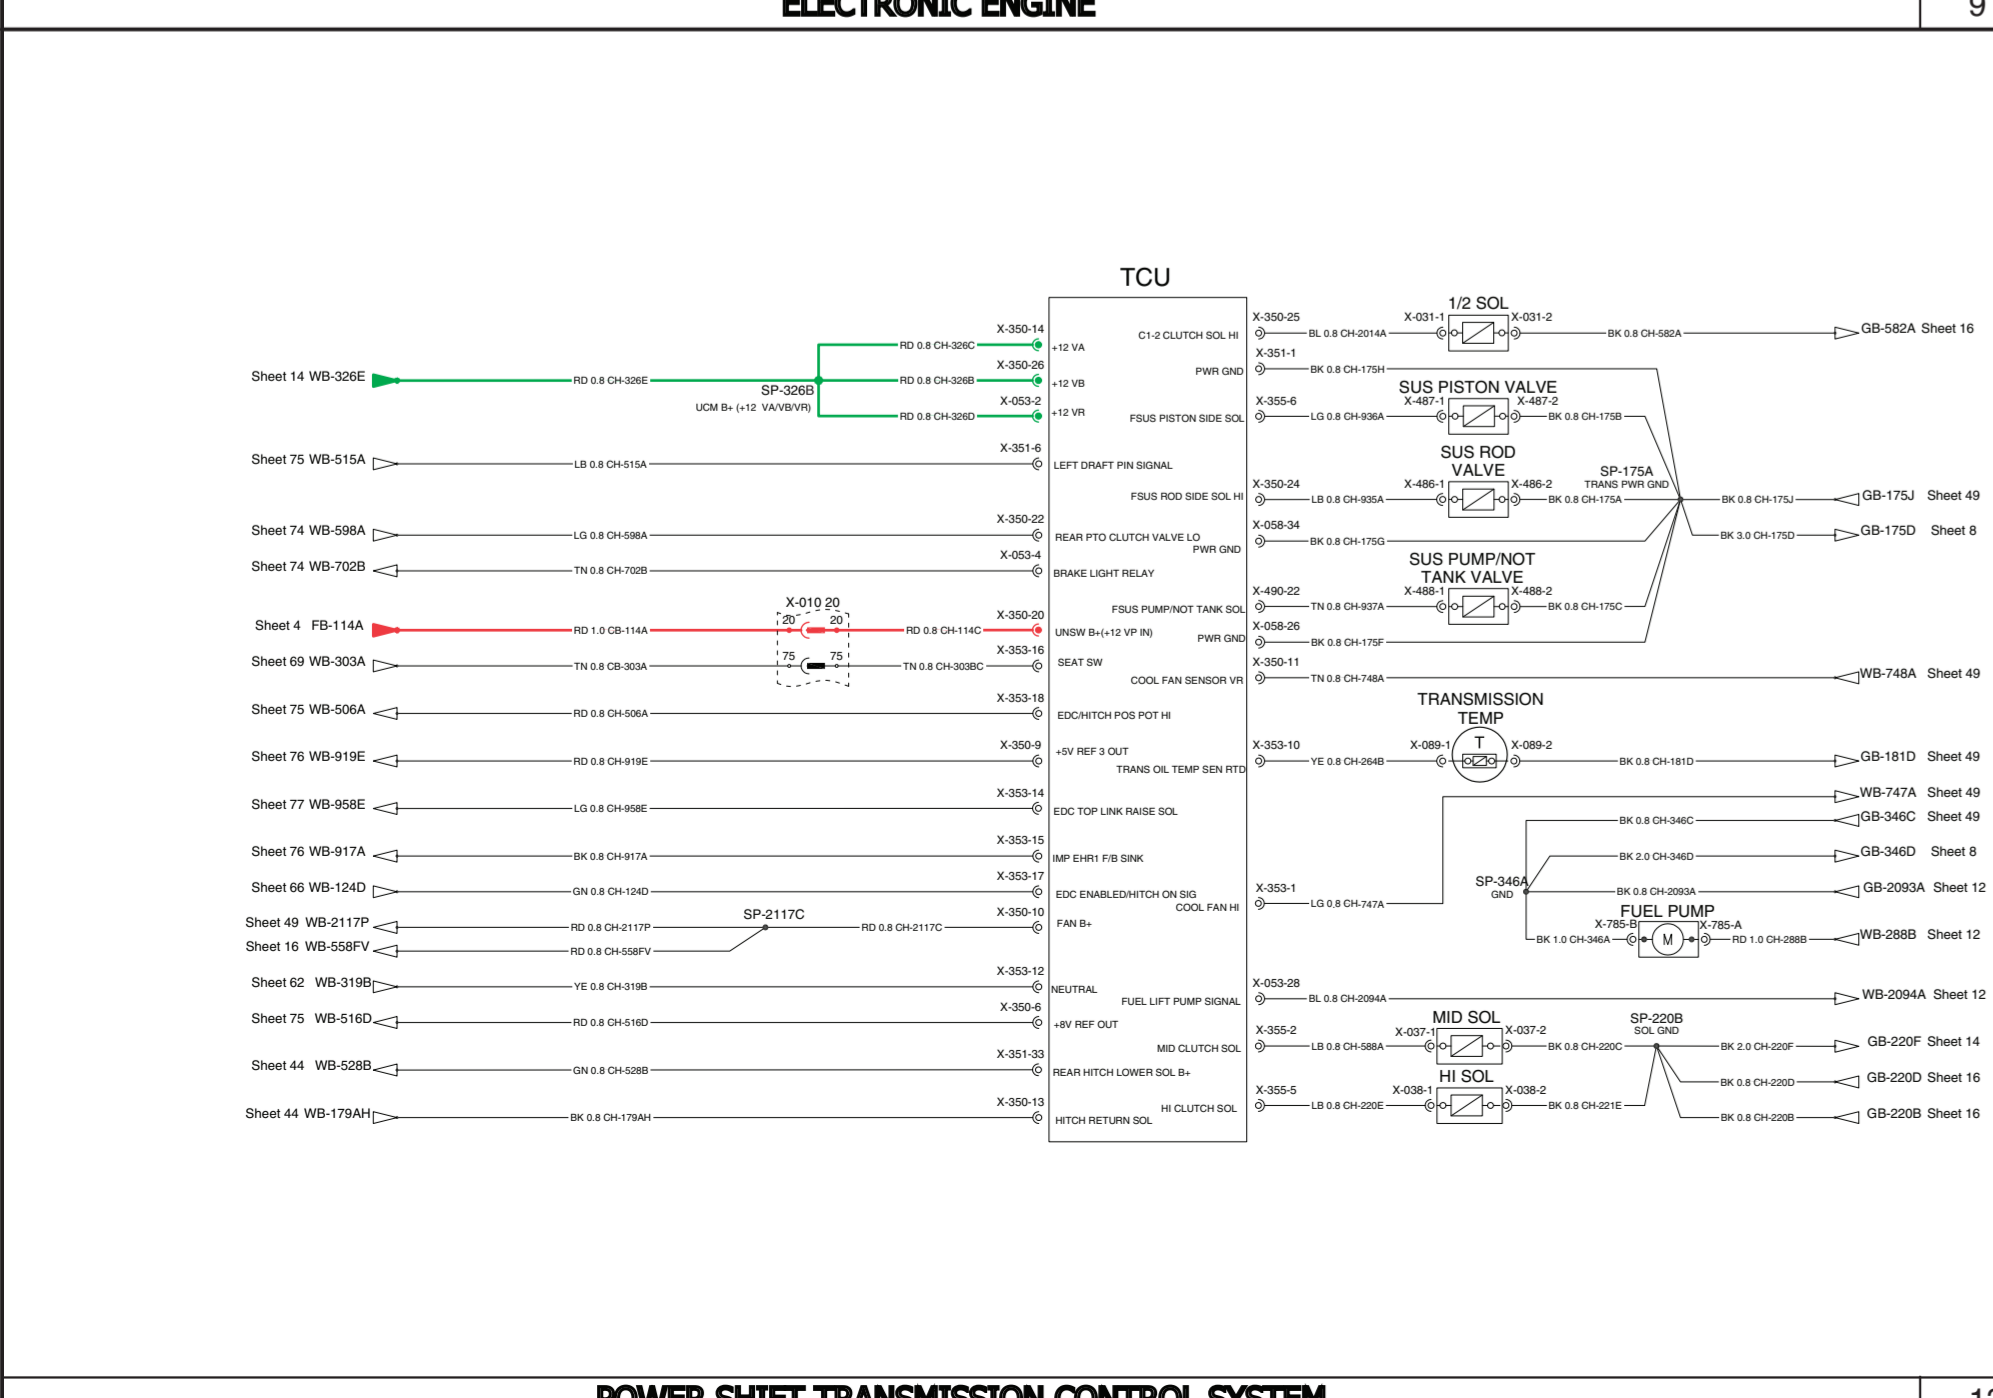 ELECTRONIC ENGINE
9
TCU
Sheet 14 WB-326E
RD 0.8 CH-326E
SP-326B
UCM B+ (+12 VA/VB/VR)
RD 0.8 CH-326C
X-350-14
+12 VA
RD 0.8 CH-326B
X-350-26
+12 VB
RD 0.8 CH-326D
X-053-2
+12 VR
Sheet 75 WB-515A
LB 0.8 CH-515A
X-351-6
LEFT DRAFT PIN SIGNAL
Sheet 74 WB-598A
LG 0.8 CH-598A
X-350-22
REAR PTO CLUTCH VALVE LO
Sheet 74 WB-702B
TN 0.8 CH-702B
X-053-4
BRAKE LIGHT RELAY
X-010 20
Sheet 4 FB-114A
RD 1.0 CB-114A
20 20
RD 0.8 CH-114C
X-350-20
UNSW B+(+12 VP IN)
Sheet 69 WB-303A
TN 0.8 CB-303A
75 75
TN 0.8 CH-303BC
X-353-16
SEAT SW
Sheet 75 WB-506A
RD 0.8 CH-506A
X-353-18
EDC/HITCH POS POT HI
Sheet 76 WB-919E
RD 0.8 CH-919E
X-350-9
+5V REF 3 OUT
Sheet 77 WB-958E
LG 0.8 CH-958E
X-353-14
EDC TOP LINK RAISE SOL
Sheet 76 WB-917A
BK 0.8 CH-917A
X-353-15
IMP EHR1 F/B SINK
Sheet 66 WB-124D
GN 0.8 CH-124D
X-353-17
EDC ENABLED/HITCH ON SIG
Sheet 49 WB-2117P
RD 0.8 CH-2117P
SP-2117C
RD 0.8 CH-2117C
X-350-10
FAN B+
Sheet 16 WB-558FV
RD 0.8 CH-558FV
Sheet 62 WB-319B
YE 0.8 CH-319B
X-353-12
NEUTRAL
Sheet 75 WB-516D
RD 0.8 CH-516D
X-350-6
+8V REF OUT
Sheet 44 WB-528B
GN 0.8 CH-528B
X-351-33
REAR HITCH LOWER SOL B+
Sheet 44 WB-179AH
BK 0.8 CH-179AH
X-350-13
HITCH RETURN SOL
C1-2 CLUTCH SOL HI
X-350-25
BL 0.8 CH-2014A
1/2 SOL
X-031-1
X-031-2
BK 0.8 CH-582A
GB-582A Sheet 16
PWR GND
X-351-1
BK 0.8 CH-175H
FSUS PISTON SIDE SOL
X-355-6
LG 0.8 CH-936A
SUS PISTON VALVE
X-487-1
X-487-2
BK 0.8 CH-175B
FSUS ROD SIDE SOL HI
X-350-24
LB 0.8 CH-935A
SUS ROD
VALVE
X-486-1
X-486-2
BK 0.8 CH-175A
SP-175A
TRANS PWR GND
BK 0.8 CH-175J
GB-175J Sheet 49
BK 3.0 CH-175D
GB-175D Sheet 8
PWR GND
X-058-34
BK 0.8 CH-175G
FSUS PUMP/NOT TANK SOL
X-490-22
TN 0.8 CH-937A
SUS PUMP/NOT
TANK VALVE
X-488-1
X-488-2
BK 0.8 CH-175C
PWR GND
X-058-26
BK 0.8 CH-175F
COOL FAN SENSOR VR
X-350-11
TN 0.8 CH-748A
WB-748A Sheet 49
TRANS OIL TEMP SEN RTD
X-353-10
YE 0.8 CH-264B
TRANSMISSION
TEMP
X-089-1
T
X-089-2
BK 0.8 CH-181D
GB-181D Sheet 49
WB-747A Sheet 49
BK 0.8 CH-346C
GB-346C Sheet 49
BK 2.0 CH-346D
GB-346D Sheet 8
SP-346A
GND
BK 0.8 CH-2093A
GB-2093A Sheet 12
COOL FAN HI
X-353-1
LG 0.8 CH-747A
FUEL PUMP
X-785-B
X-785-A
BK 1.0 CH-346A
M
RD 1.0 CH-288B
WB-288B Sheet 12
FUEL LIFT PUMP SIGNAL
X-053-28
BL 0.8 CH-2094A
WB-2094A Sheet 12
MID CLUTCH SOL
X-355-2
LB 0.8 CH-588A
MID SOL
X-037-1
X-037-2
BK 0.8 CH-220C
SP-220B
SOL GND
BK 2.0 CH-220F
GB-220F Sheet 14
BK 0.8 CH-220D
GB-220D Sheet 16
HI CLUTCH SOL
X-355-5
LB 0.8 CH-220E
HI SOL
X-038-1
X-038-2
BK 0.8 CH-221E
BK 0.8 CH-220B
GB-220B Sheet 16
POWER SHIFT TRANSMISSION CONTROL SYSTEM